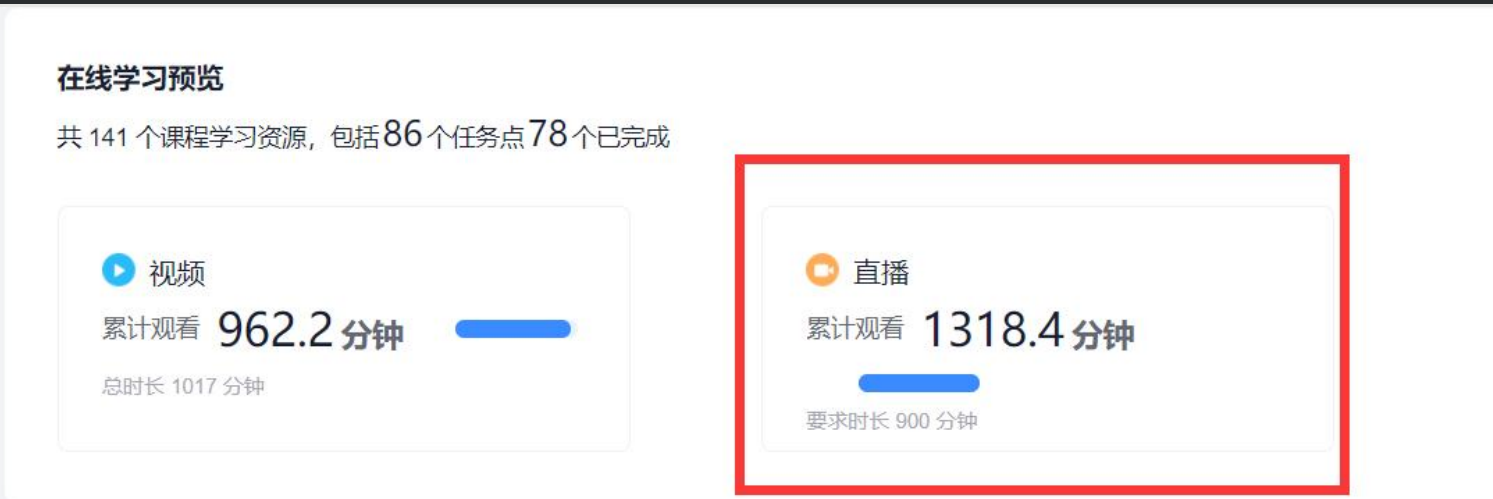 在线学习预览
共 141 个课程学习资源，包括86个任务点78个已完成
视频
累计观看 962.2 分钟
总时长 1017 分钟
直播
累计观看 1318.4 分钟
要求时长 900 分钟